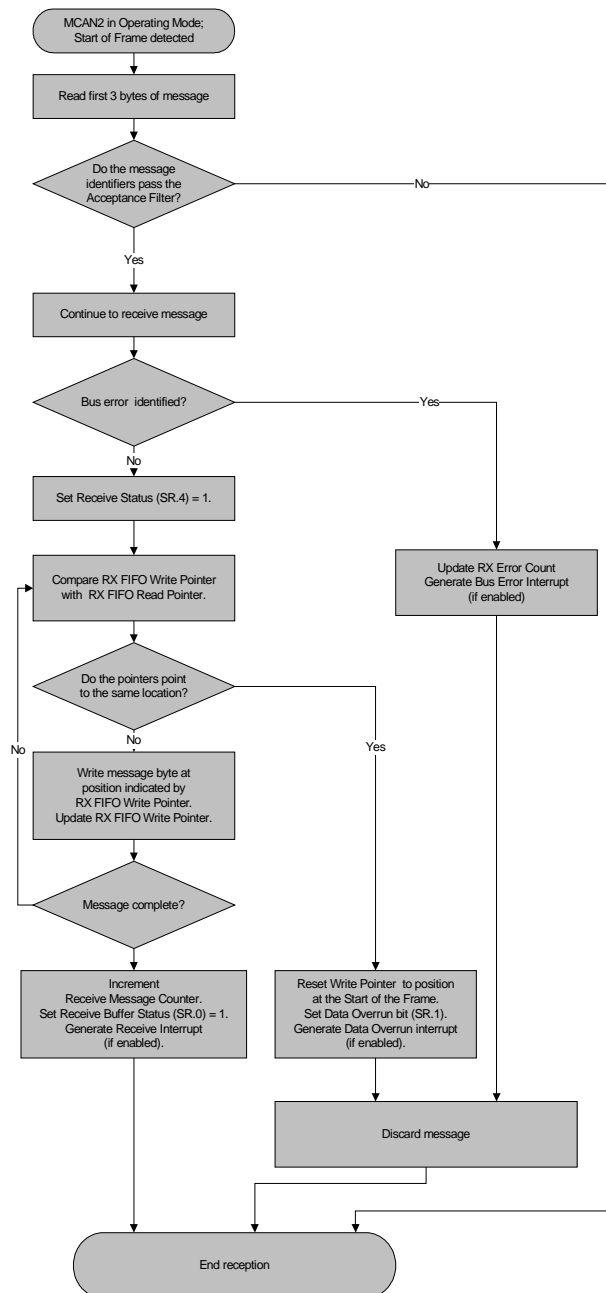 MCAN2 in Operating Mode;
Start of Frame detected
Read first 3 bytes of message
Do the message
identifiers pass the
Acceptance Filter?
No
Yes
Continue to receive message
Bus error identified?
Yes
No
Set Receive Status (SR.4) = 1.
Update RX Error Count
Generate Bus Error Interrupt
(if enabled)
Compare RX FIFO Write Pointer
with RX FIFO Read Pointer.
Do the pointers point
to the same location?
No
No
Yes
Write message byte at
position indicated by
RX FIFO Write Pointer.
Update RX FIFO Write Pointer.
Message complete?
Increment
Receive Message Counter.
Set Receive Buffer Status (SR.0) = 1.
Generate Receive Interrupt
(if enabled).
Reset Write Pointer to position
at the Start of the Frame.
Set Data Overrun bit (SR.1).
Generate Data Overrun interrupt
(if enabled).
Discard message
End reception